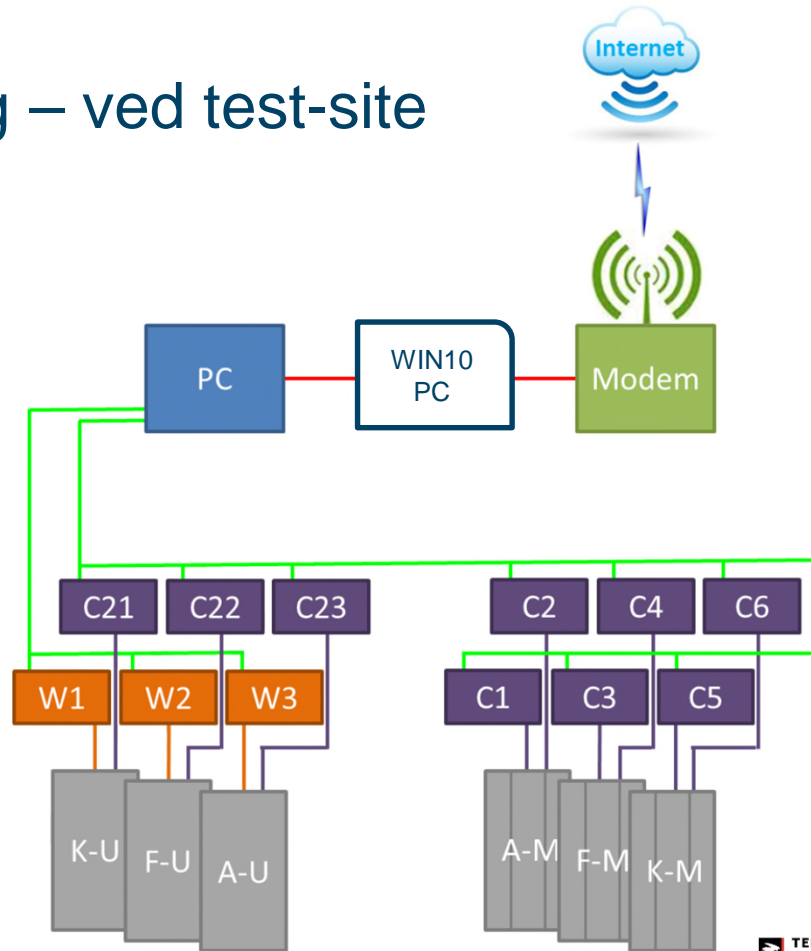 Internet
g – ved test-site
PC
WIN10
PC
Modem
C21 C22 C23 C2 C4 C6
W1 W2 W3 C1 C3 C5
K-U F-U A-U A-M F-M K-M
TE